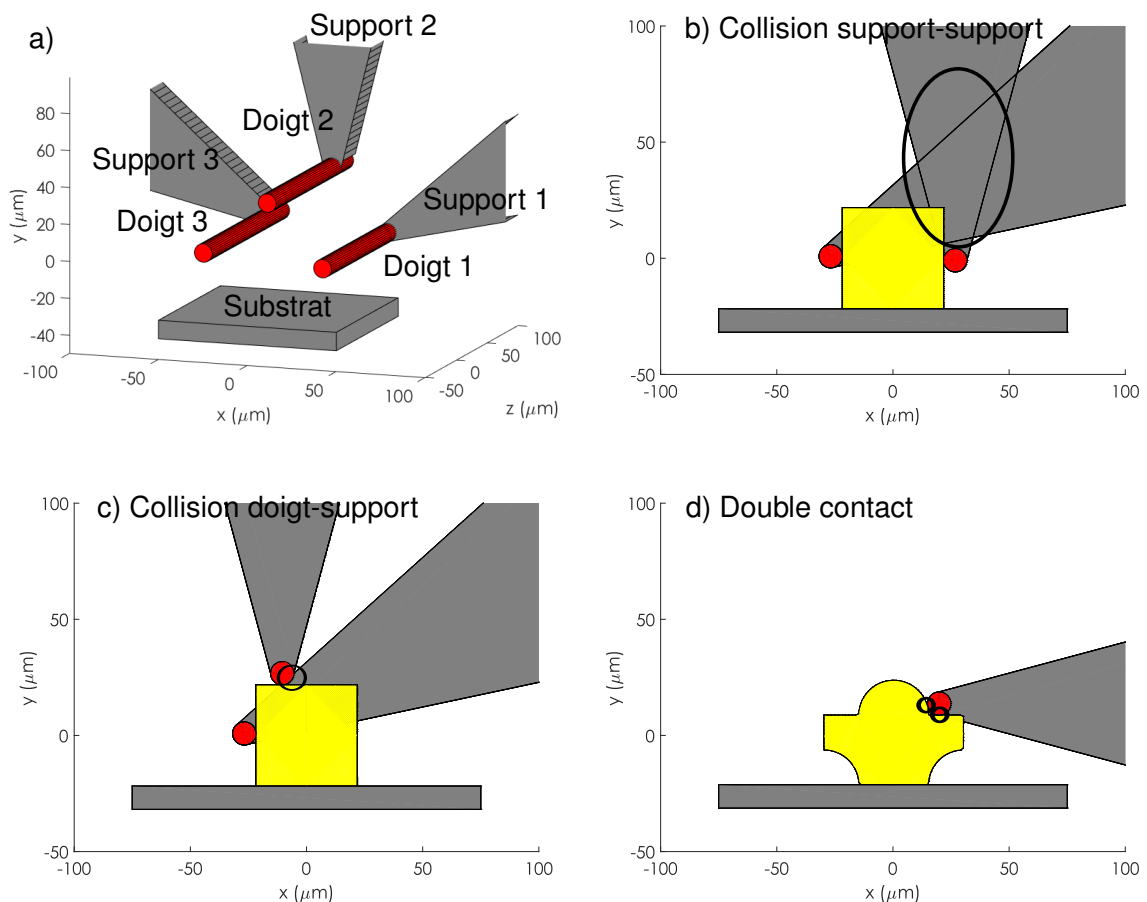 a)
Support 2
Doigt 2
Support 3
Support 1
Doigt 3
Doigt 1
Substrat
80
60
40
20
0
-20
-40
y (μm)
-100
-50
0
50
100
x (μm)
-50
0
50
100
z (μm)
b) Collision support-support
100
50
0
-50
y (μm)
-100
-50
0
50
100
x (μm)
c) Collision doigt-support
100
50
0
-50
y (μm)
-100
-50
0
50
100
x (μm)
d) Double contact
100
50
0
-50
y (μm)
-100
-50
0
50
100
x (μm)